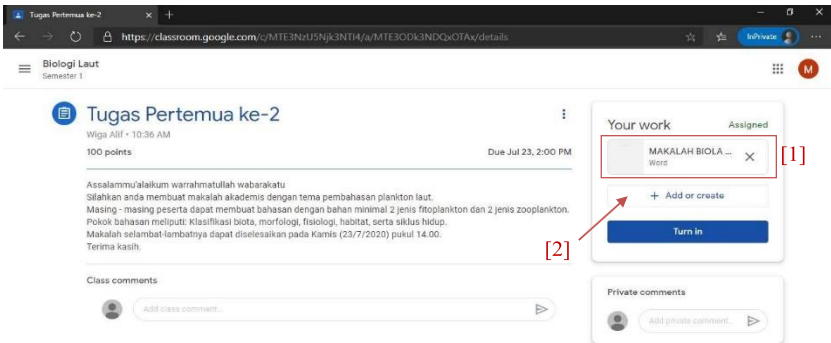 Tugas Pertemua ke-2
https://classroom.google.com/c/MTE3NzU5Njk3NTI4/a/MTE3ODk3NDQxOTAx/details
InPrivate
Biologi Laut
Semester 1
M
Tugas Pertemua ke-2
Wiga Alif • 10:36 AM
100 points
Due Jul 23, 2:00 PM
Assalammu'alaikum warrahmatullah wabarakatu
Silahkan anda membuat makalah akademis dengan tema pembahasan plankton laut.
Masing - masing peserta dapat membuat bahasan dengan bahan minimal 2 jenis fitoplankton dan 2 jenis zooplankton.
Pokok bahasan meliputi: Klasifikasi biota, morfologi, fisiologi, habitat, serta siklus hidup.
Makalah selambat-lambatnya dapat diselesaikan pada Kamis (23/7/2020) pukul 14.00.
Terima kasih.
Class comments
Add class comment...
Your work
Assigned
MAKALAH BIOLA ...
Word
[1]
+ Add or create
[2]
Turn in
Private comments
Add private comment...